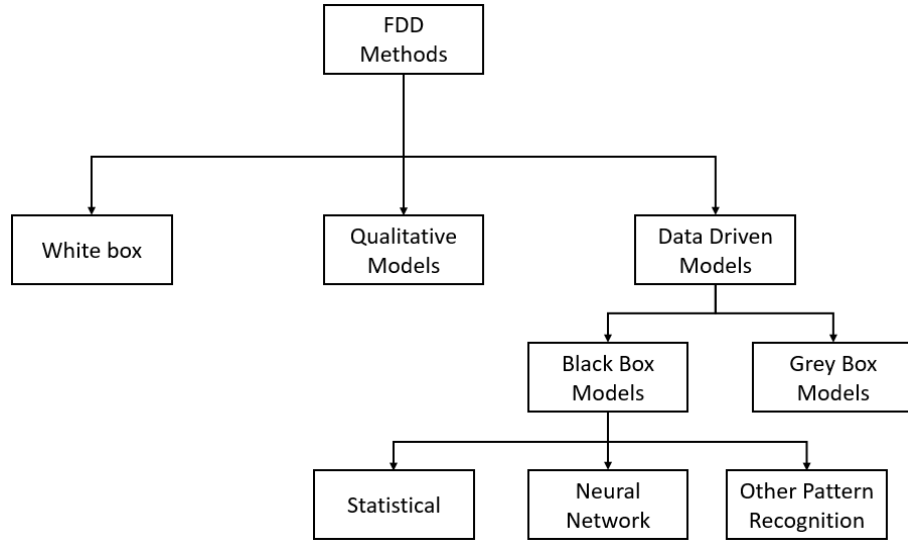 FDD
Methods
White box
Qualitative
Models
Data Driven
Models
Black Box
Models
Grey Box
Models
Statistical
Neural
Network
Other Pattern
Recognition